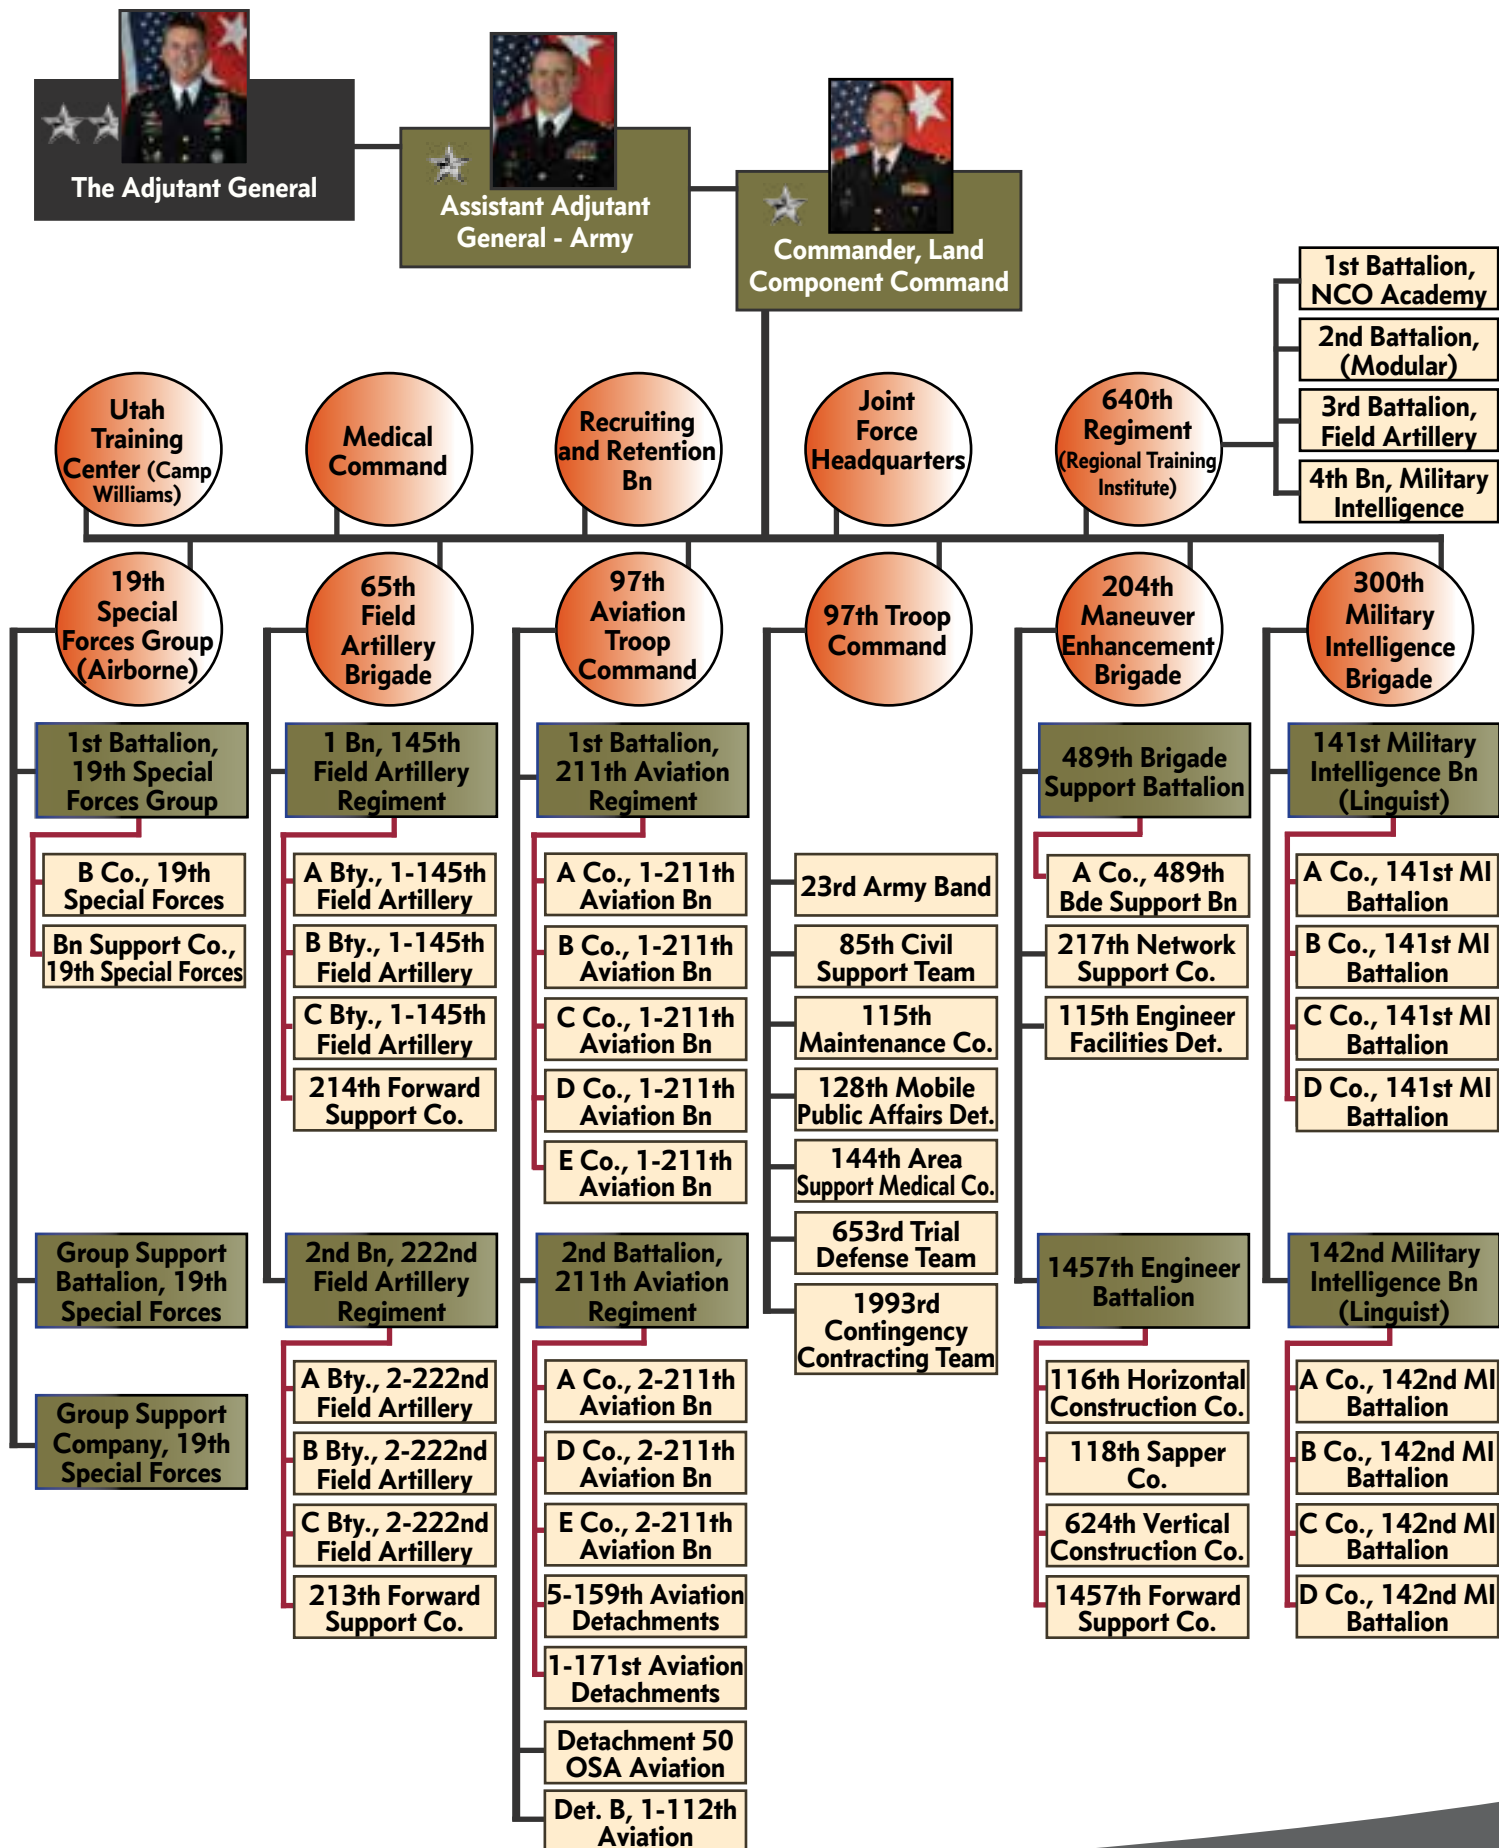 The Adjutant General
Assistant Adjutant
General - Army
Commander, Land
Component Command
1st Battalion,
NCO Academy
2nd Battalion,
(Modular)
3rd Battalion,
Field Artillery
4th Bn, Military
Intelligence
Utah
Training
Center (Camp
Williams)
Medical
Command
Recruiting
and Retention
Bn
Joint
Force
Headquarters
640th
Regiment
(Regional Training
Institute)
19th
Special
Forces Group
(Airborne)
65th
Field
Artillery
Brigade
97th
Aviation
Troop
Command
97th Troop
Command
204th
Maneuver
Enhancement
Brigade
300th
Military
Intelligence
Brigade
1st Battalion,
19th Special
Forces Group
B Co., 19th
Special Forces
Bn Support Co.,
19th Special Forces
Group Support
Battalion, 19th
Special Forces
Group Support
Company, 19th
Special Forces
1 Bn, 145th
Field Artillery
Regiment
A Bty., 1-145th
Field Artillery
B Bty., 1-145th
Field Artillery
C Bty., 1-145th
Field Artillery
214th Forward
Support Co.
2nd Bn, 222nd
Field Artillery
Regiment
A Bty., 2-222nd
Field Artillery
B Bty., 2-222nd
Field Artillery
C Bty., 2-222nd
Field Artillery
213th Forward
Support Co.
1st Battalion,
211th Aviation
Regiment
A Co., 1-211th
Aviation Bn
B Co., 1-211th
Aviation Bn
C Co., 1-211th
Aviation Bn
D Co., 1-211th
Aviation Bn
E Co., 1-211th
Aviation Bn
2nd Battalion,
211th Aviation
Regiment
A Co., 2-211th
Aviation Bn
D Co., 2-211th
Aviation Bn
E Co., 2-211th
Aviation Bn
5-159th Aviation
Detachments
1-171st Aviation
Detachments
Detachment 50
OSA Aviation
Det. B, 1-112th
Aviation
23rd Army Band
85th Civil
Support Team
115th
Maintenance Co.
128th Mobile
Public Affairs Det.
144th Area
Support Medical Co.
653rd Trial
Defense Team
1993rd
Contingency
Contracting Team
489th Brigade
Support Battalion
A Co., 489th
Bde Support Bn
217th Network
Support Co.
115th Engineer
Facilities Det.
1457th Engineer
Battalion
116th Horizontal
Construction Co.
118th Sapper
Co.
624th Vertical
Construction Co.
1457th Forward
Support Co.
141st Military
Intelligence Bn
(Linguist)
A Co., 141st MI
Battalion
B Co., 141st MI
Battalion
C Co., 141st MI
Battalion
D Co., 141st MI
Battalion
142nd Military
Intelligence Bn
(Linguist)
A Co., 142nd MI
Battalion
B Co., 142nd MI
Battalion
C Co., 142nd MI
Battalion
D Co., 142nd MI
Battalion